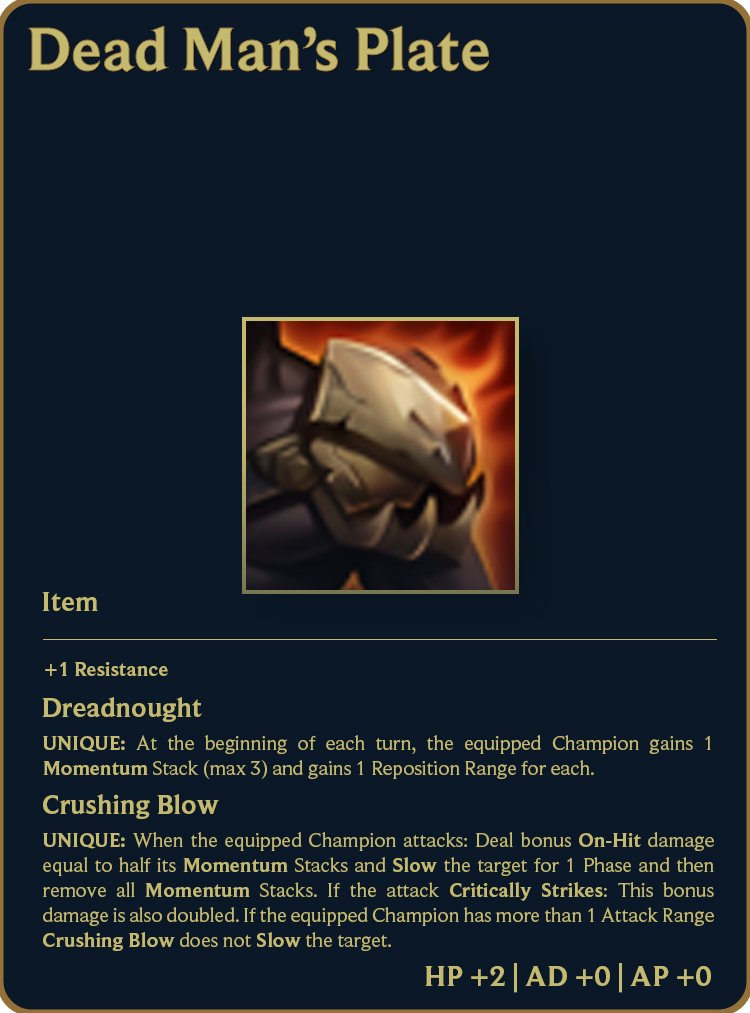 Dead Man's Plate
Item
+1 Resistance
Dreadnought
UNIQUE: At the beginning of each turn, the equipped Champion gains 1
Momentum Stack (max 3) and gains 1 Reposition Range for each.
Crushing Blow
UNIQUE: When the equipped Champion attacks: Deal bonus On-Hit damage
equal to half its Momentum Stacks and Slow the target for 1 Phase and then
remove all Momentum Stacks. If the attack Critically Strikes: This bonus
damage is also doubled. If the equipped Champion has more than 1 Attack Range
Crushing Blow does not Slow the target.
HP +2 | AD +0 | AP +0